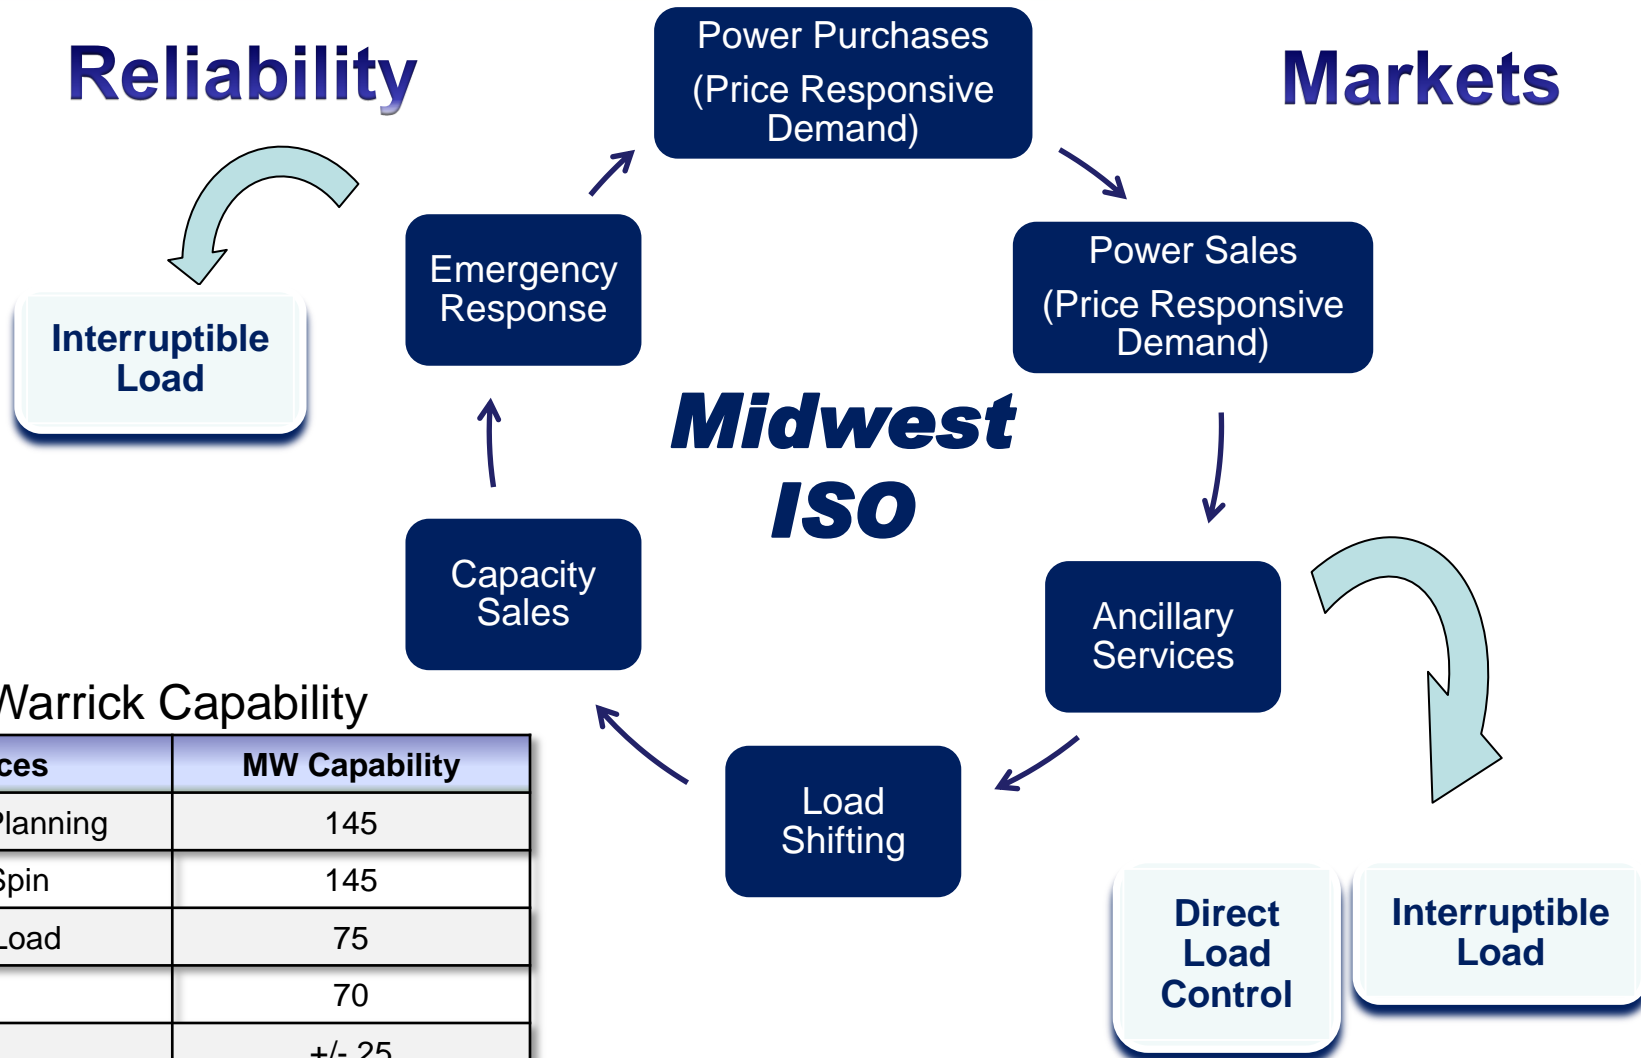 Reliability
Markets
Power Purchases
(Price Responsive
Demand)
Emergency
Response
Power Sales
(Price Responsive
Demand)
Interruptible
Load
Midwest
ISO
Capacity
Sales
Ancillary
Services
Load
Shifting
Warrick Capability
ces MW Capability
Planning 145
Spin 145
Load 75
70
+/- 25
Direct
Load
Control
Interruptible
Load